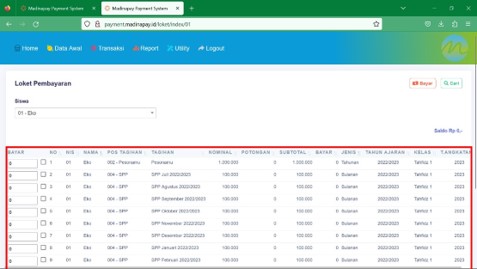 Madinapay Payment System
Madinapay Payment System
payment.madinapay.id/loket/index/01
Home Data Awal Transaksi Report Utility Logout
Loket Pembayaran
Bayar Cari
Siswa
01 - Eko
Saldo Rp 0,-
BAYAR NO NIS NAMA POS TAGIHAN TAGIHAN NOMINAL POTONGAN SUBTOTAL BAYAR JENIS TAHUN AJARAN KELAS T.ANGKATAN
0 1 01 Eko 002 - Pesonamu Pesonamu 1.000.000 0 1.000.000 0 Tahunan 2022/2023 Tahfidz 1 2023
0 2 01 Eko 004 - SPP SPP Juli 2022/2023 100.000 0 100.000 0 Bulanan 2022/2023 Tahfidz 1 2023
0 3 01 Eko 004 - SPP SPP Agustus 2022/2023 100.000 0 100.000 0 Bulanan 2022/2023 Tahfidz 1 2023
0 4 01 Eko 004 - SPP SPP September 2022/2023 100.000 0 100.000 0 Bulanan 2022/2023 Tahfidz 1 2023
0 5 01 Eko 004 - SPP SPP Oktober 2022/2023 100.000 0 100.000 0 Bulanan 2022/2023 Tahfidz 1 2023
0 6 01 Eko 004 - SPP SPP November 2022/2023 100.000 0 100.000 0 Bulanan 2022/2023 Tahfidz 1 2023
0 7 01 Eko 004 - SPP SPP Desember 2022/2023 100.000 0 100.000 0 Bulanan 2022/2023 Tahfidz 1 2023
0 8 01 Eko 004 - SPP SPP Januari 2022/2023 100.000 0 100.000 0 Bulanan 2022/2023 Tahfidz 1 2023
0 9 01 Eko 004 - SPP SPP Februari 2022/2023 100.000 0 100.000 0 Bulanan 2022/2023 Tahfidz 1 2023